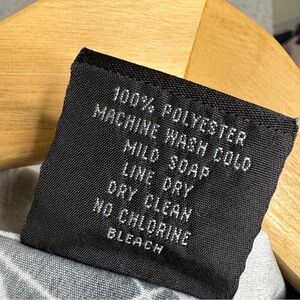 100% POLYESTER
MACHINE WASH COLD
MILD SOAP
LINE DRY
DRY CLEAN
NO CHLORINE
BLEACH